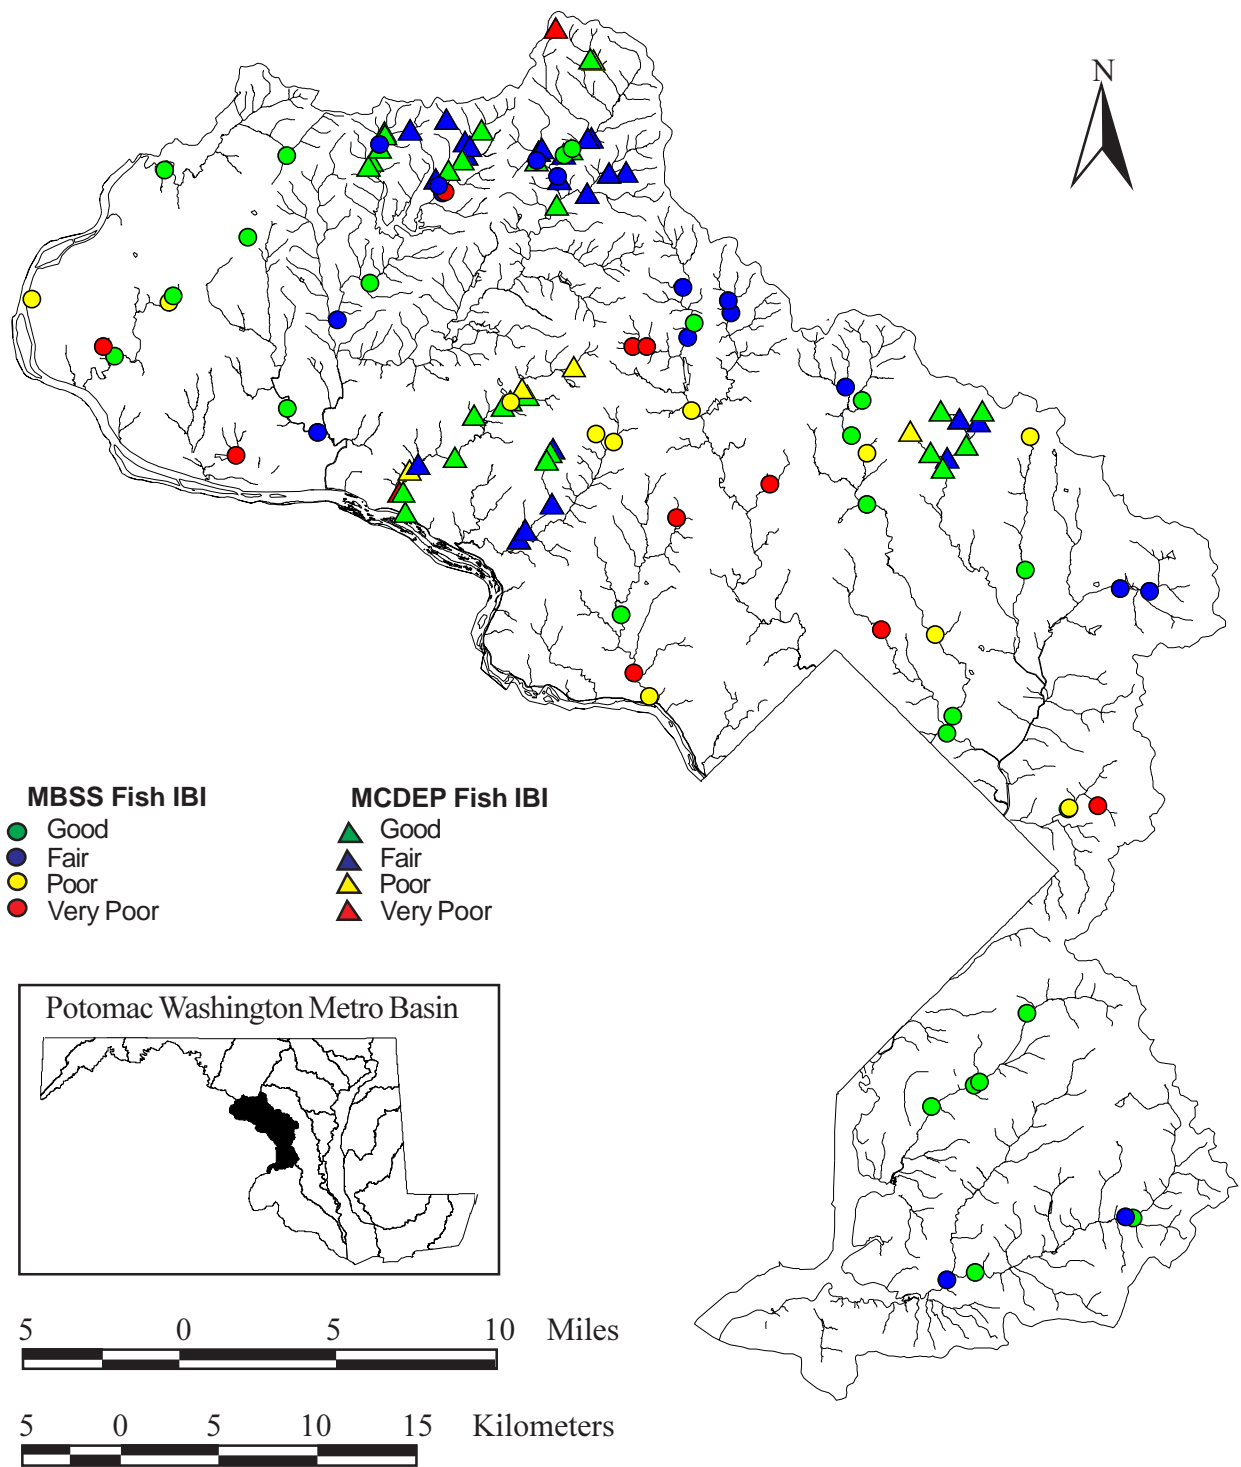 N
MBSS Fish IBI
Good
Fair
Poor
Very Poor
MCDEP Fish IBI
Good
Fair
Poor
Very Poor
Potomac Washington Metro Basin
5 0 5 10 Miles
5 0 5 10 15 Kilometers